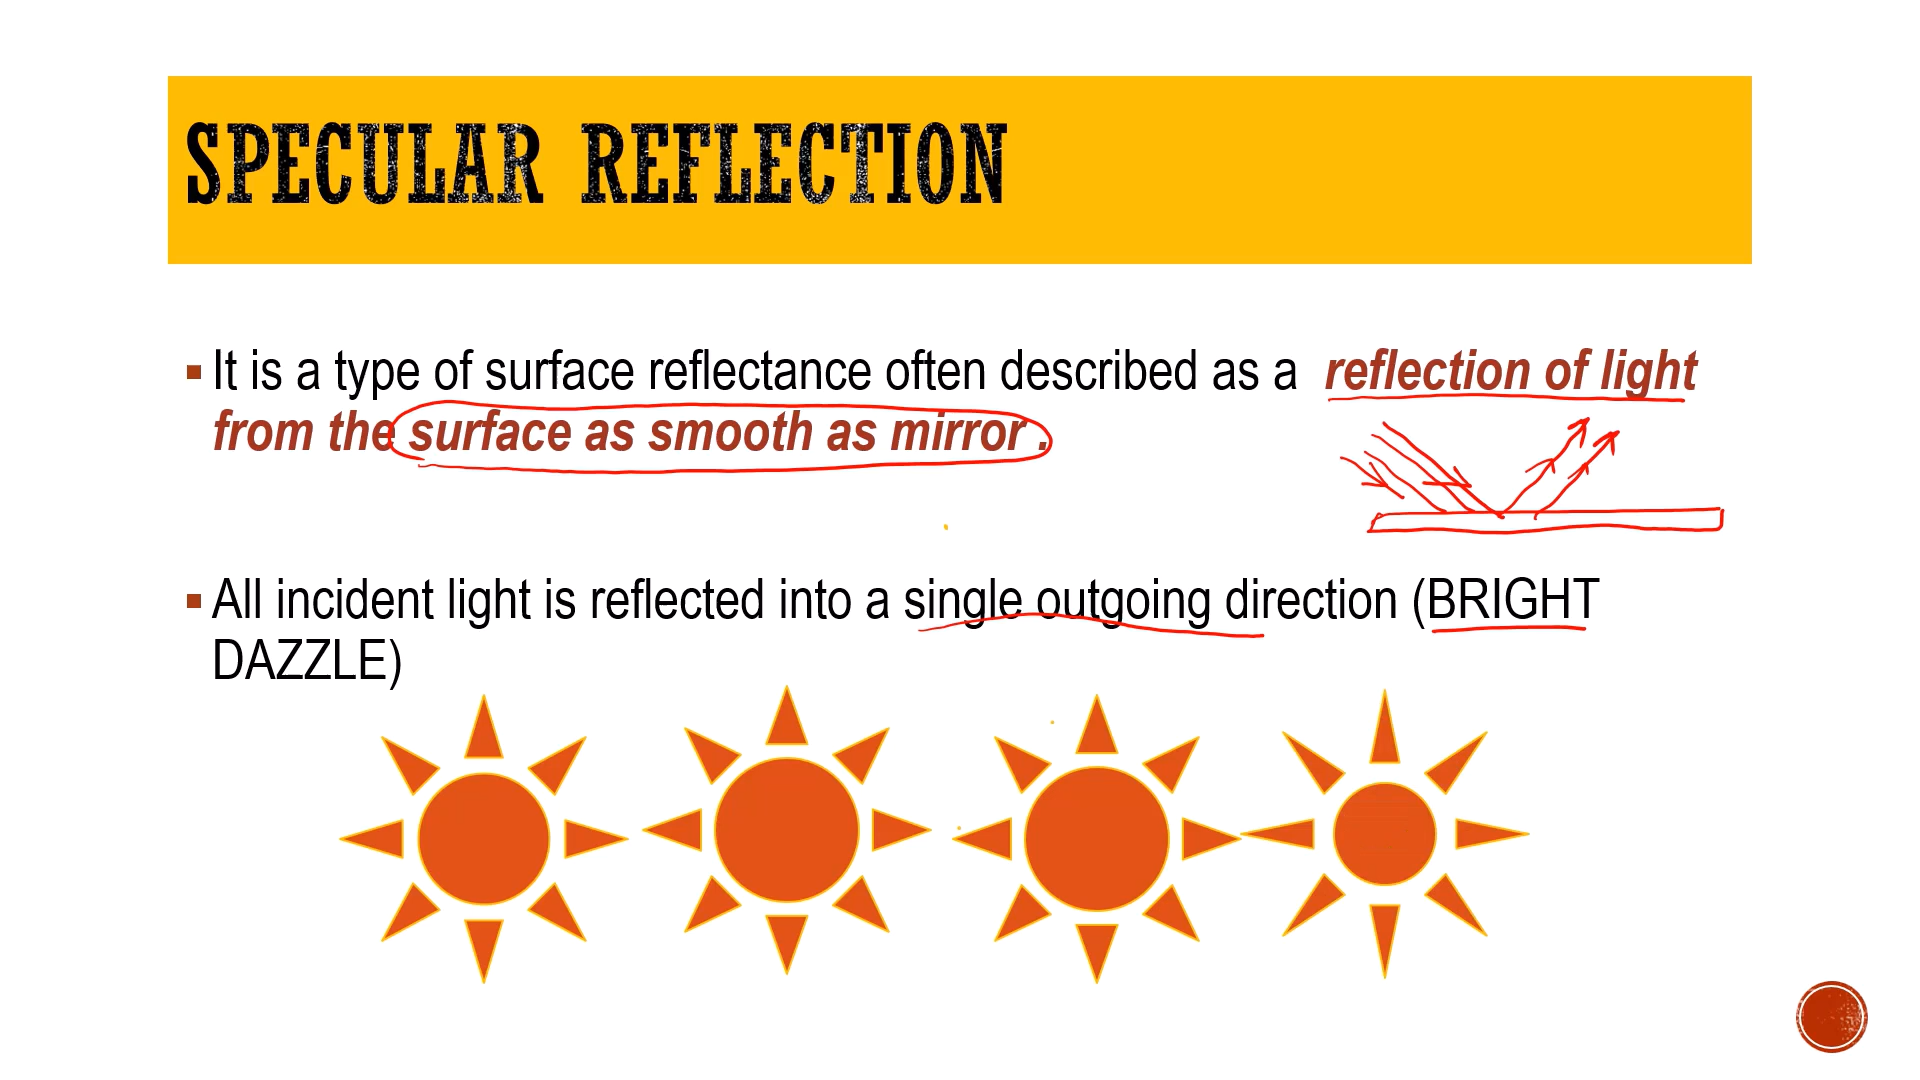 SPECULAR REFLECTION
▪ It is a type of surface reflectance often described as a reflection of light
from the surface as smooth as mirror .
▪ All incident light is reflected into a single outgoing direction (BRIGHT
DAZZLE)